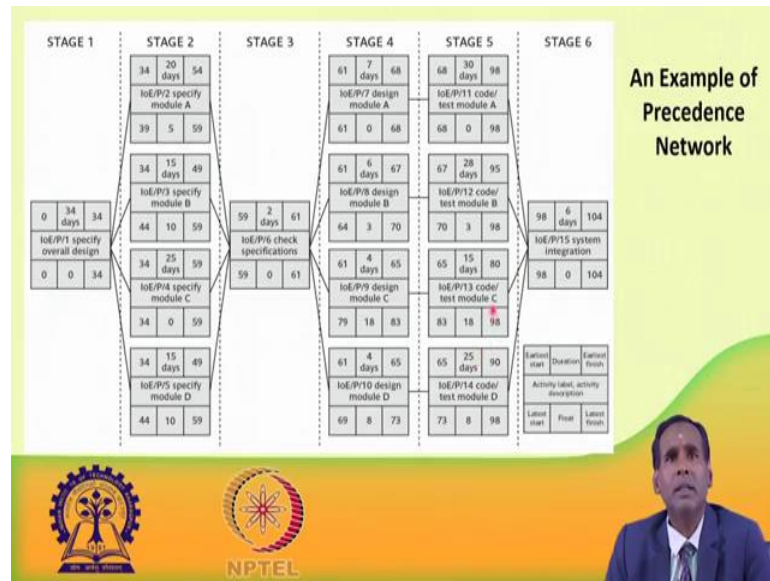 STAGE 1
STAGE 2
STAGE 3
STAGE 4
STAGE 5
STAGE 6
An Example of
Precedence
Network
0 34 days 34
IoE/P/1 specify
overall design
0 0 34
34 20 days 54
IoE/P/2 specify
module A
39 5 59
34 15 days 49
IoE/P/3 specify
module B
44 10 59
34 25 days 59
IoE/P/4 specify
module C
34 0 59
34 15 days 49
IoE/P/5 specify
module D
44 10 59
59 2 days 61
IoE/P/6 check
specifications
59 0 61
61 7 days 68
IoE/P/7 design
module A
61 0 68
61 6 days 67
IoE/P/8 design
module B
64 3 70
61 4 days 65
IoE/P/9 design
module C
79 18 83
61 4 days 65
IoE/P/10 design
module D
69 8 73
68 30 days 98
IoE/P/11 code/
test module A
68 0 98
67 28 days 95
IoE/P/12 code/
test module B
70 3 98
65 15 days 80
IoE/P/13 code/
test module C
83 18 98
65 25 days 90
IoE/P/14 code/
test module D
73 8 98
98 6 days 104
IoE/P/15 system
integration
98 0 104
Earliest start Duration Earliest finish
Activity label, activity
description
Latest start Float Latest finish
NPTEL